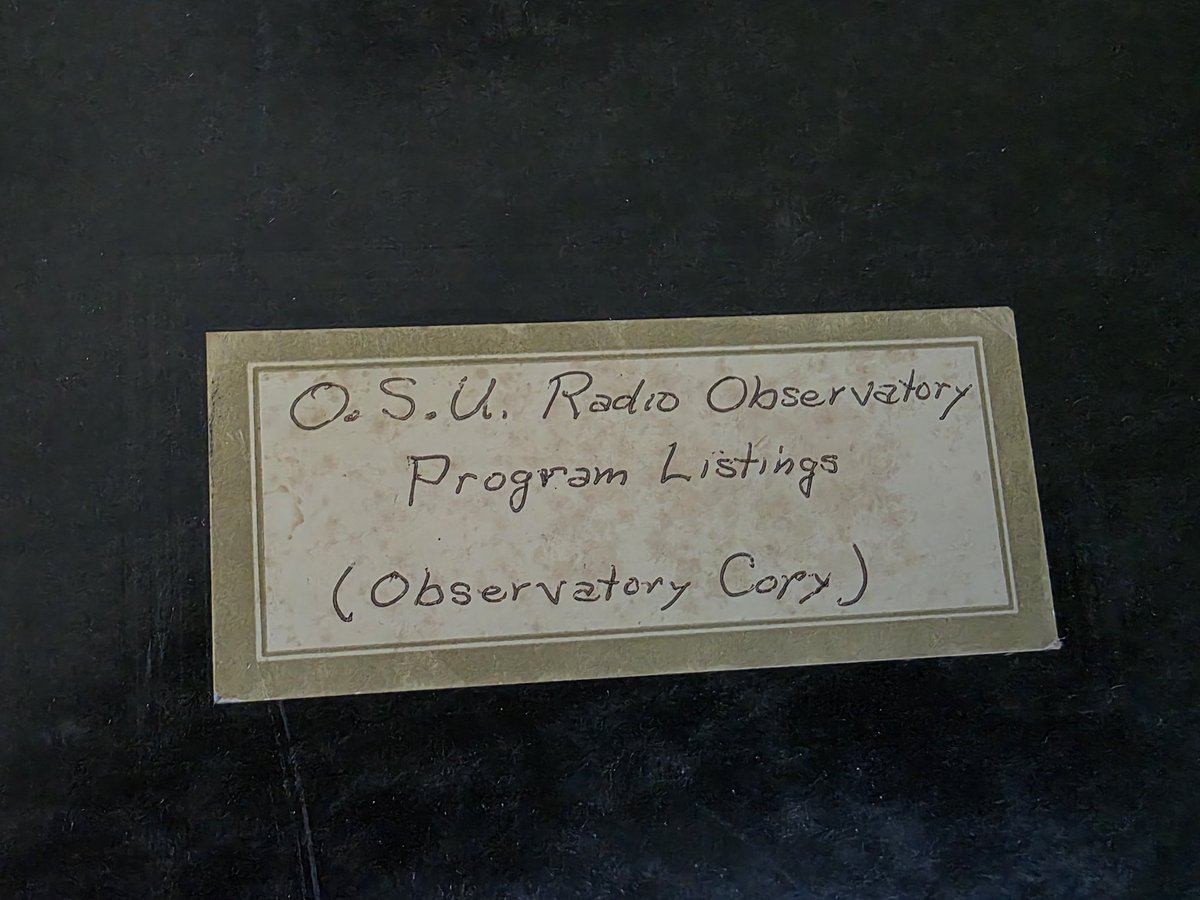 O.S.U. Radio Observatory
Program Listings
(Observatory Copy)